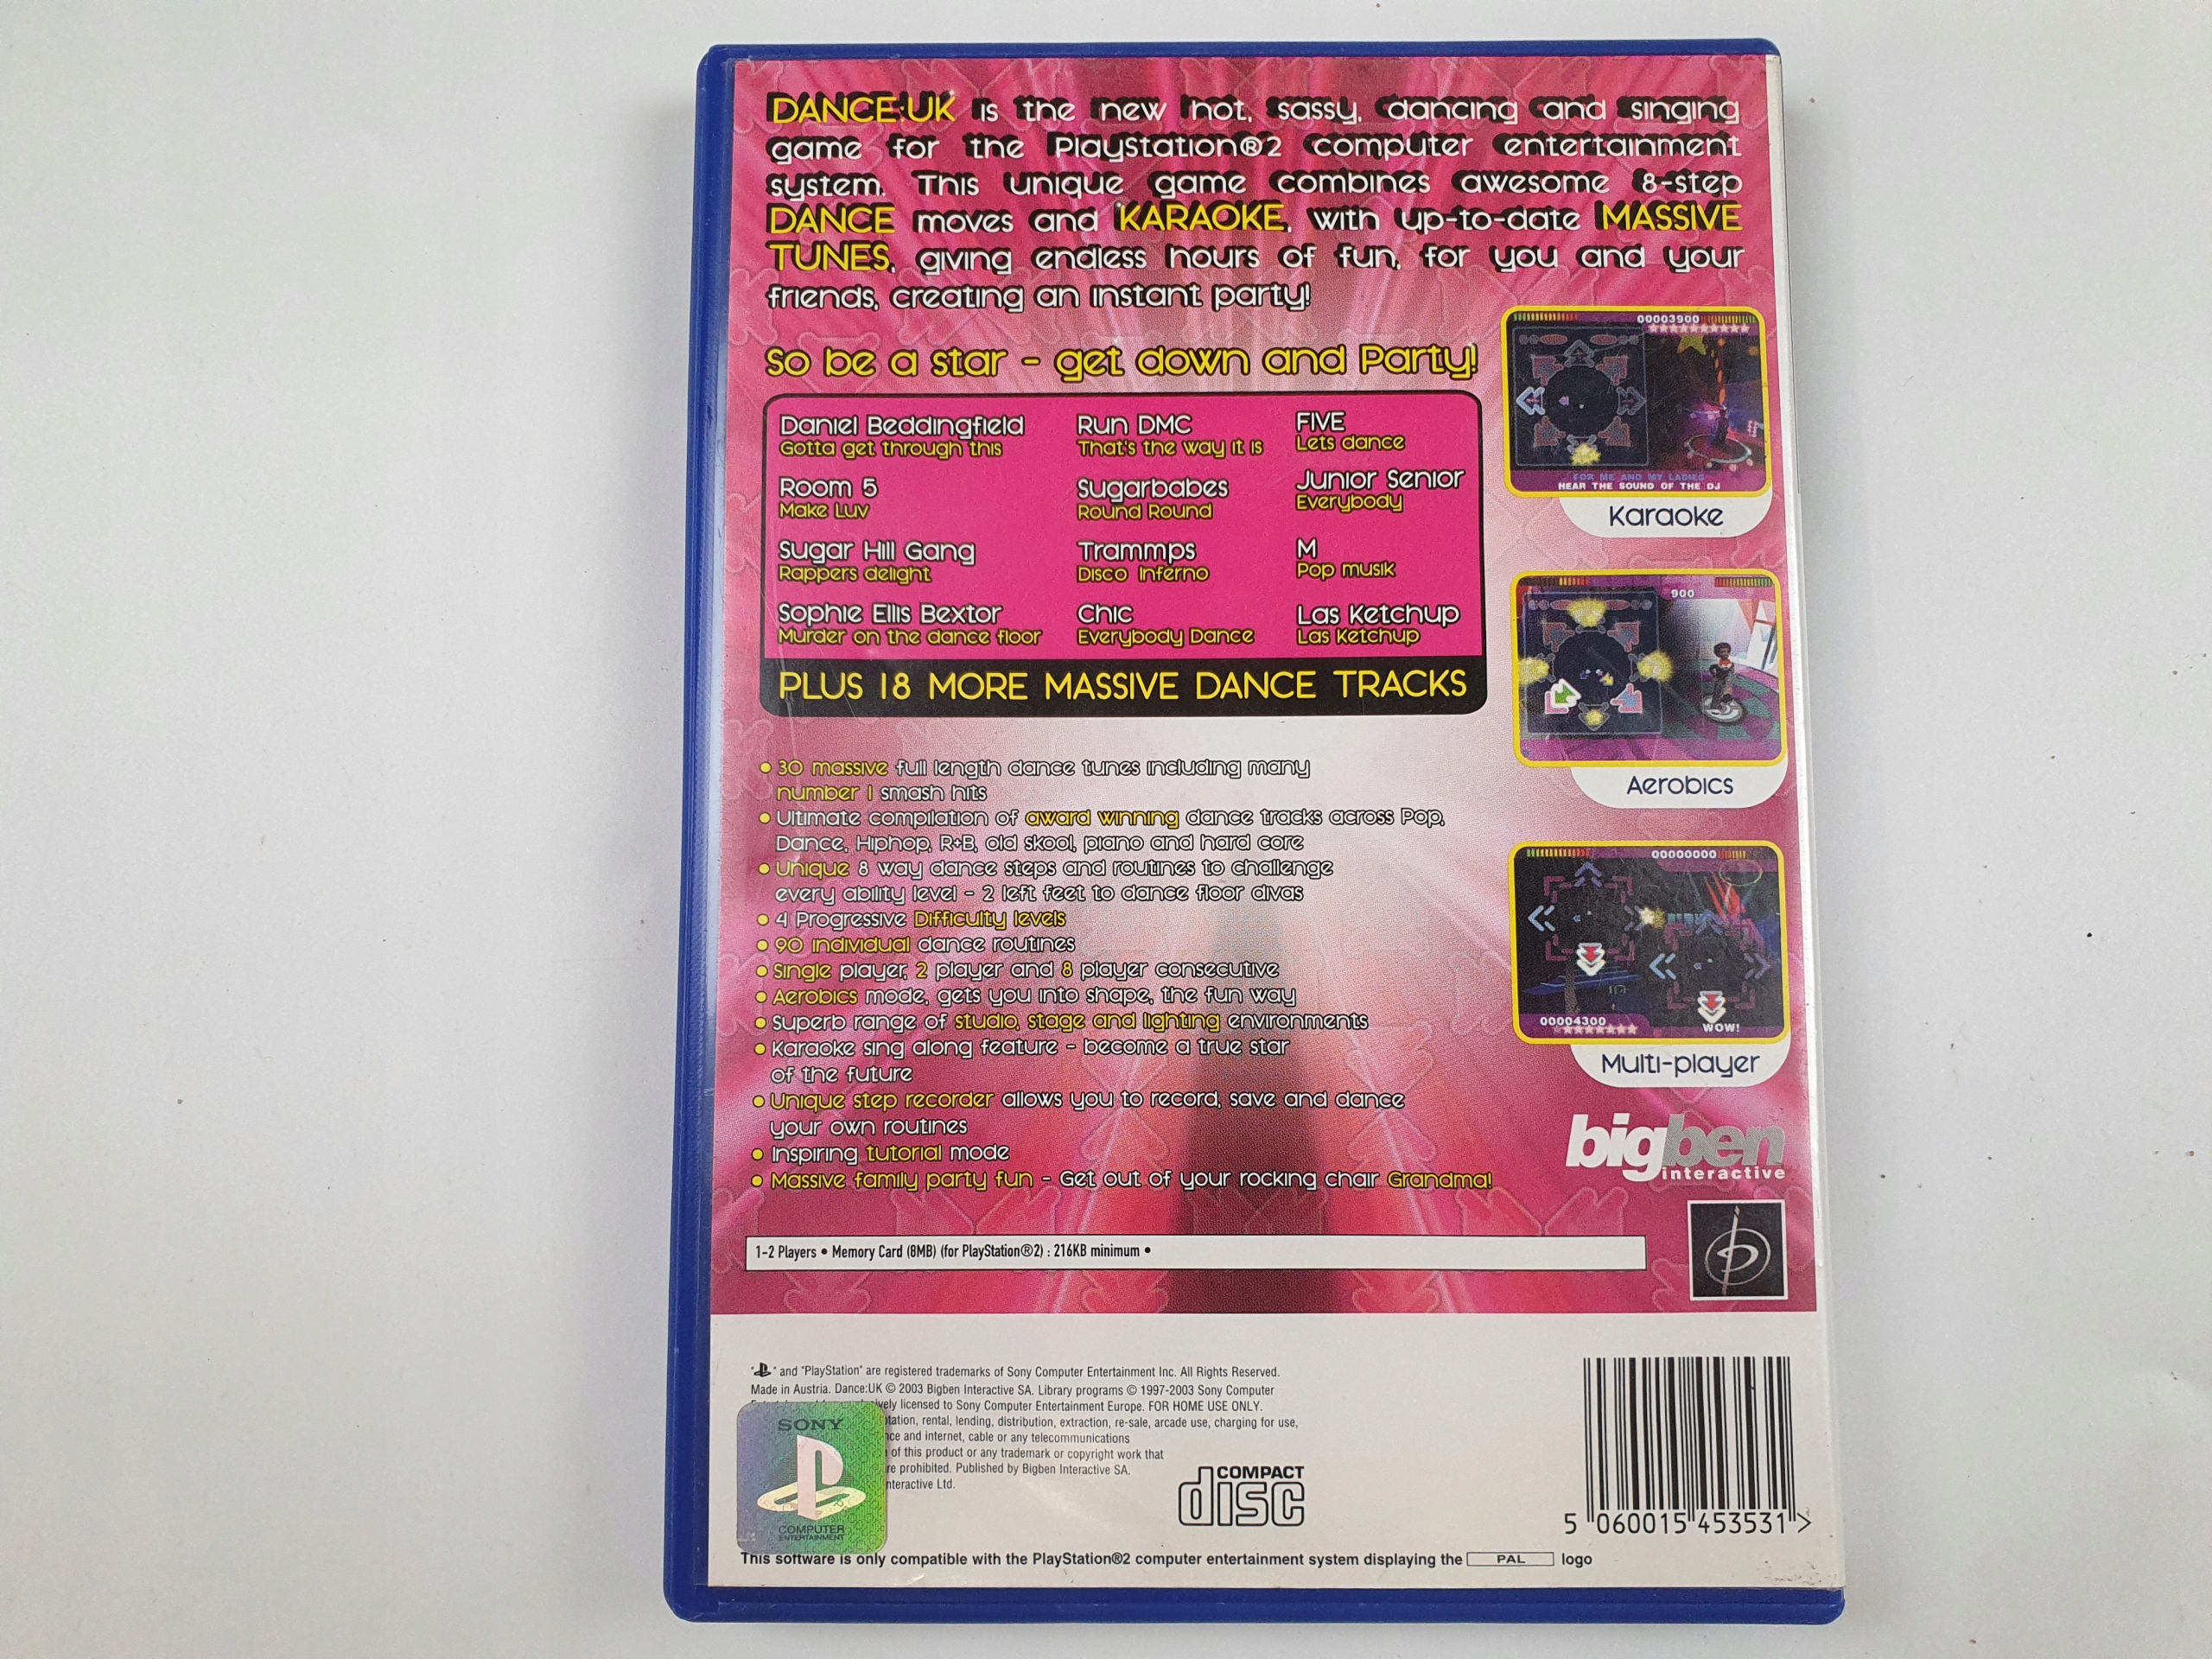 DANCE:UK is the new hot, sassy, dancing and singing
game for the PlayStation®2 computer entertainment
system. This unique game combines awesome 8-step
DANCE moves and KARAOKE, with up-to-date MASSIVE
TUNES, giving endless hours of fun, for you and your
friends, creating an instant party!
So be a star - get down and Party!
Daniel Beddingfield
Gotta get through this
Room 5
Make Luv
Sugar Hill Gang
Rappers delight
Sophie Ellis Bextor
Murder on the dance floor
Run DMC
That's the way it is
Sugarbabes
Round Round
Trammps
Disco Inferno
Chic
Everybody Dance
FIVE
Lets dance
Junior Senior
Everybody
M
Pop musik
Las Ketchup
Las Ketchup
PLUS 18 MORE MASSIVE DANCE TRACKS
00003900
FOR ME AND MY LADIES
HEAR THE SOUND OF THE DJ
Karaoke
900
Aerobics
00000000
00004300
WOW!
Multi-player
• 30 massive full length dance tunes including many
number 1 smash hits
• Ultimate compilation of award winning dance tracks across Pop,
Dance, Hiphop, R+B, old skool, piano and hard core
• Unique 8 way dance steps and routines to challenge
every ability level - 2 left feet to dance floor divas
• 4 Progressive Difficulty levels
• 90 individual dance routines
• Single player, 2 player and 8 player consecutive
• Aerobics mode, gets you into shape, the fun way
• Superb range of studio, stage and lighting environments
• Karaoke sing along feature - become a true star
of the future
• Unique step recorder allows you to record, save and dance
your own routines
• Inspiring tutorial mode
• Massive family party fun - Get out of your rocking chair Grandma!
bigben
interactive
1-2 Players • Memory Card (8MB) (for PlayStation®2) : 216KB minimum •
" " and "PlayStation" are registered trademarks of Sony Computer Entertainment Inc. All Rights Reserved.
Made in Austria. Dance:UK © 2003 Bigben Interactive SA. Library programs © 1997-2003 Sony Computer
licensed to Sony Computer Entertainment Europe. FOR HOME USE ONLY.
rental, lending, distribution, extraction, re-sale, arcade use, charging for use,
and internet, cable or any telecommunications
of this product or any trademark or copyright work that
prohibited. Published by Bigben Interactive SA.
Ltd.
SONY
COMPUTER
ENTERTAINMENT
COMPACT
disc
5 060015 453531 >
This software is only compatible with the PlayStation®2 computer entertainment system displaying the PAL logo